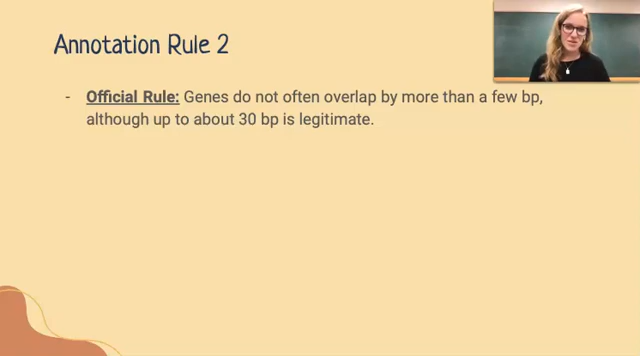 Annotation Rule 2
- Official Rule: Genes do not often overlap by more than a few bp,
although up to about 30 bp is legitimate.